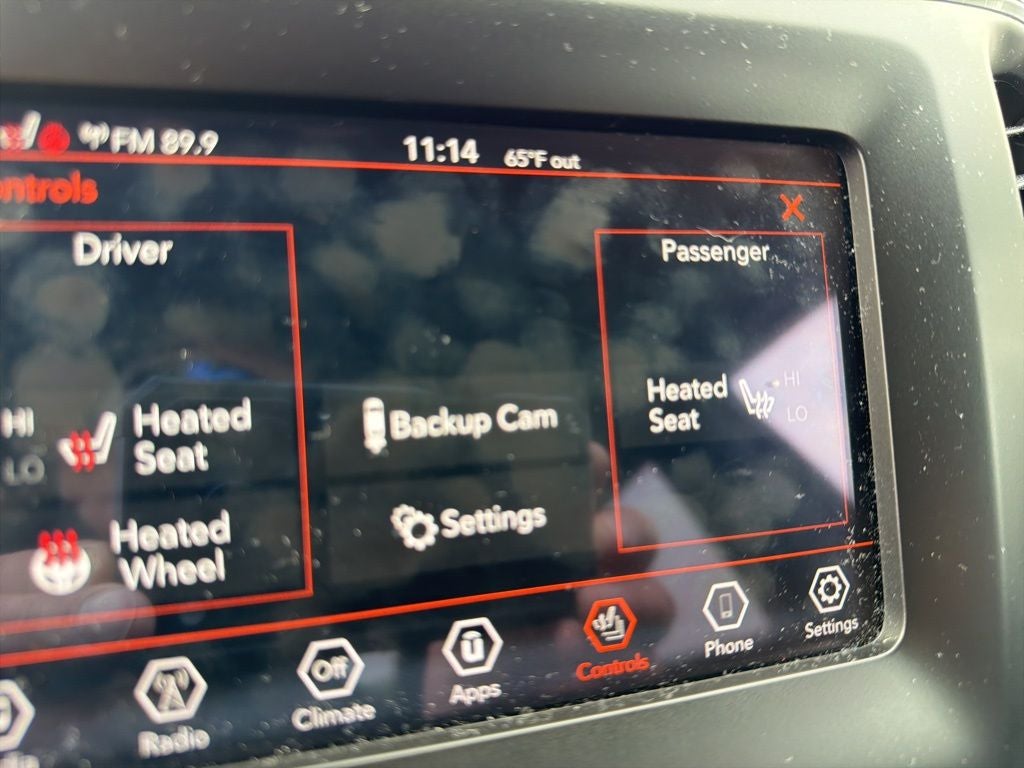 FM 89.9
11:14
65°F out
ontrols
X
Driver
HI
LO
Heated
Seat
Heated
Wheel
Backup Cam
Settings
Passenger
Heated
Seat
HI
LO
Radio
Off
Climate
Apps
Controls
Phone
Settings